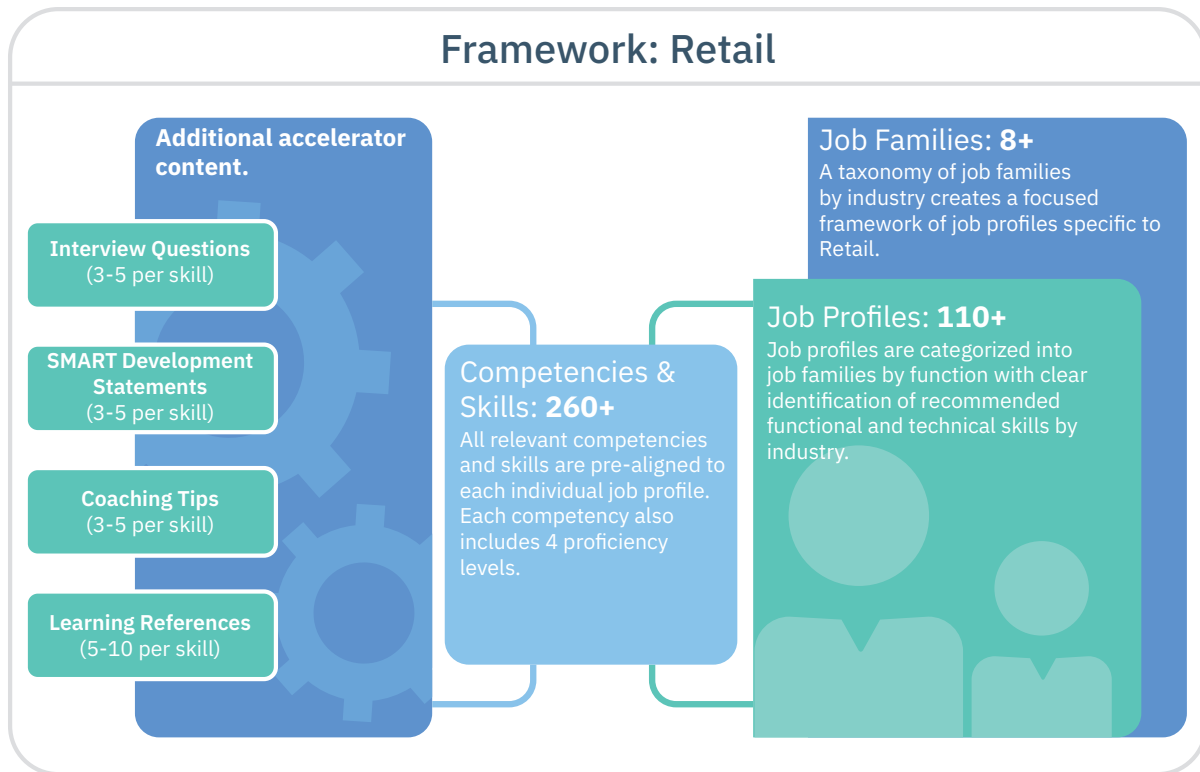 Framework: Retail
Additional accelerator
content.
Interview Questions
(3-5 per skill)
SMART Development
Statements
(3-5 per skill)
Coaching Tips
(3-5 per skill)
Learning References
(5-10 per skill)
Competencies &
Skills: 260+
All relevant competencies
and skills are pre-aligned to
each individual job profile.
Each competency also
includes 4 proficiency
levels.
Job Families: 8+
A taxonomy of job families
by industry creates a focused
framework of job profiles specific to
Retail.
Job Profiles: 110+
Job profiles are categorized into
job families by function with clear
identification of recommended
functional and technical skills by
industry.